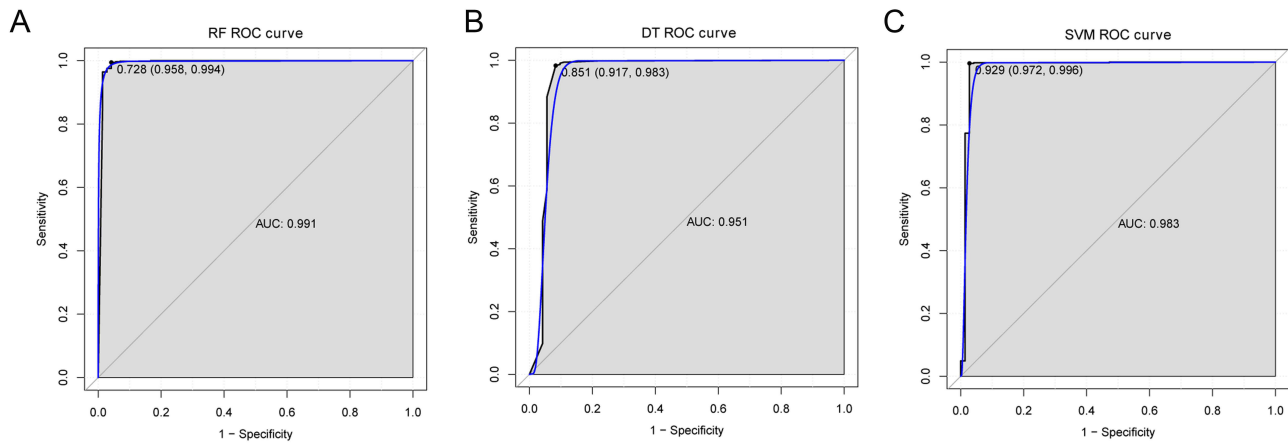 A
RF ROC curve
1.0
0.8
0.6
0.4
0.2
0.0
Sensitivity
0.728 (0.958, 0.994)
AUC: 0.991
0.0 0.2 0.4 0.6 0.8 1.0
1 − Specificity
B
DT ROC curve
1.0
0.8
0.6
0.4
0.2
0.0
Sensitivity
0.851 (0.917, 0.983)
AUC: 0.951
0.0 0.2 0.4 0.6 0.8 1.0
1 − Specificity
C
SVM ROC curve
1.0
0.8
0.6
0.4
0.2
0.0
Sensitivity
0.929 (0.972, 0.996)
AUC: 0.983
0.0 0.2 0.4 0.6 0.8 1.0
1 − Specificity